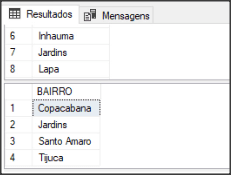 Resultados Mensagens
6 Inhauma
7 Jardins
8 Lapa
BAIRRO
1 Copacabana
2 Jardins
3 Santo Amaro
4 Tijuca